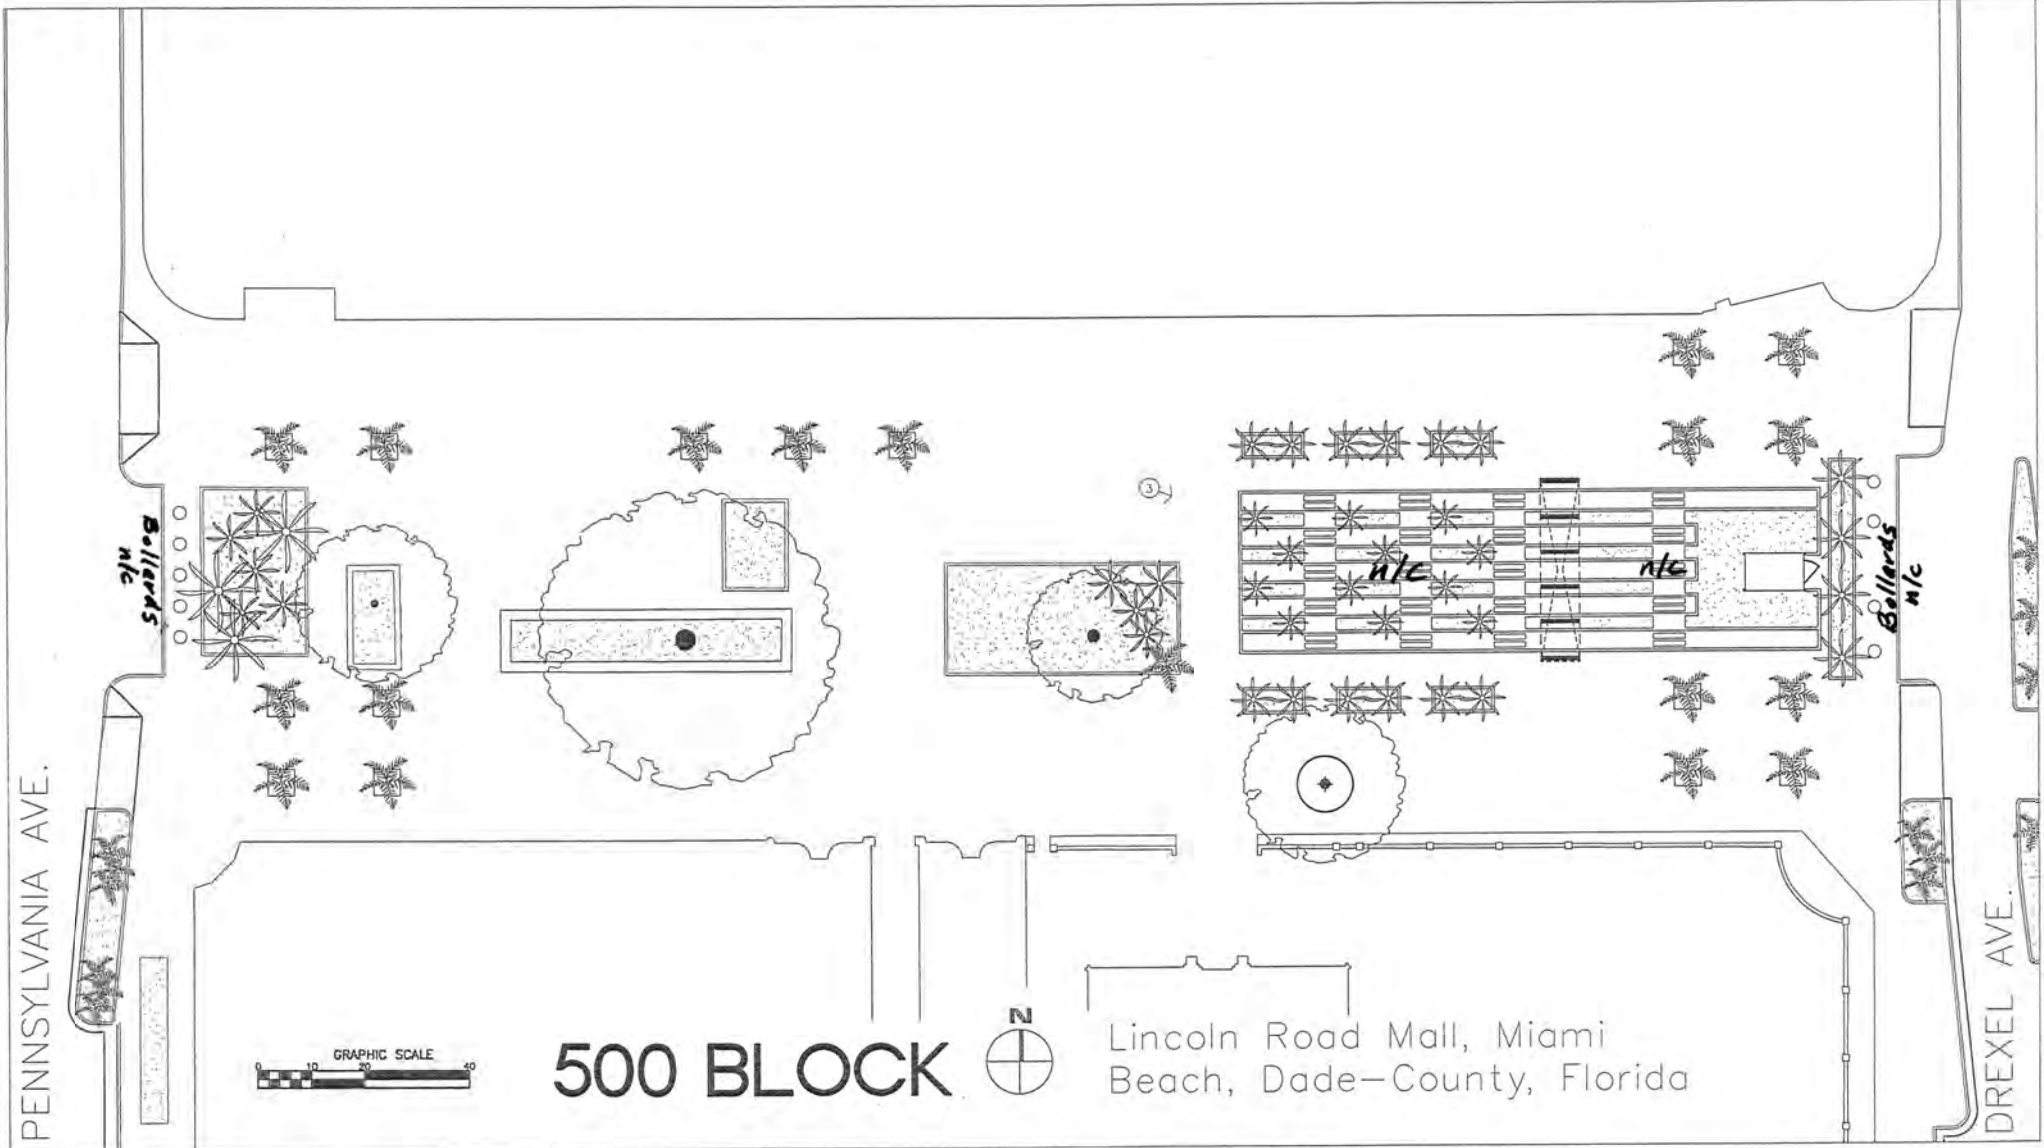 3
Bollards
n/c
n/c
n/c
Bollards
n/c
PENNSYLVANIA AVE.
DREXEL AVE.
GRAPHIC SCALE
0 10 20 40
500 BLOCK
N
Lincoln Road Mall, Miami
Beach, Dade-County, Florida